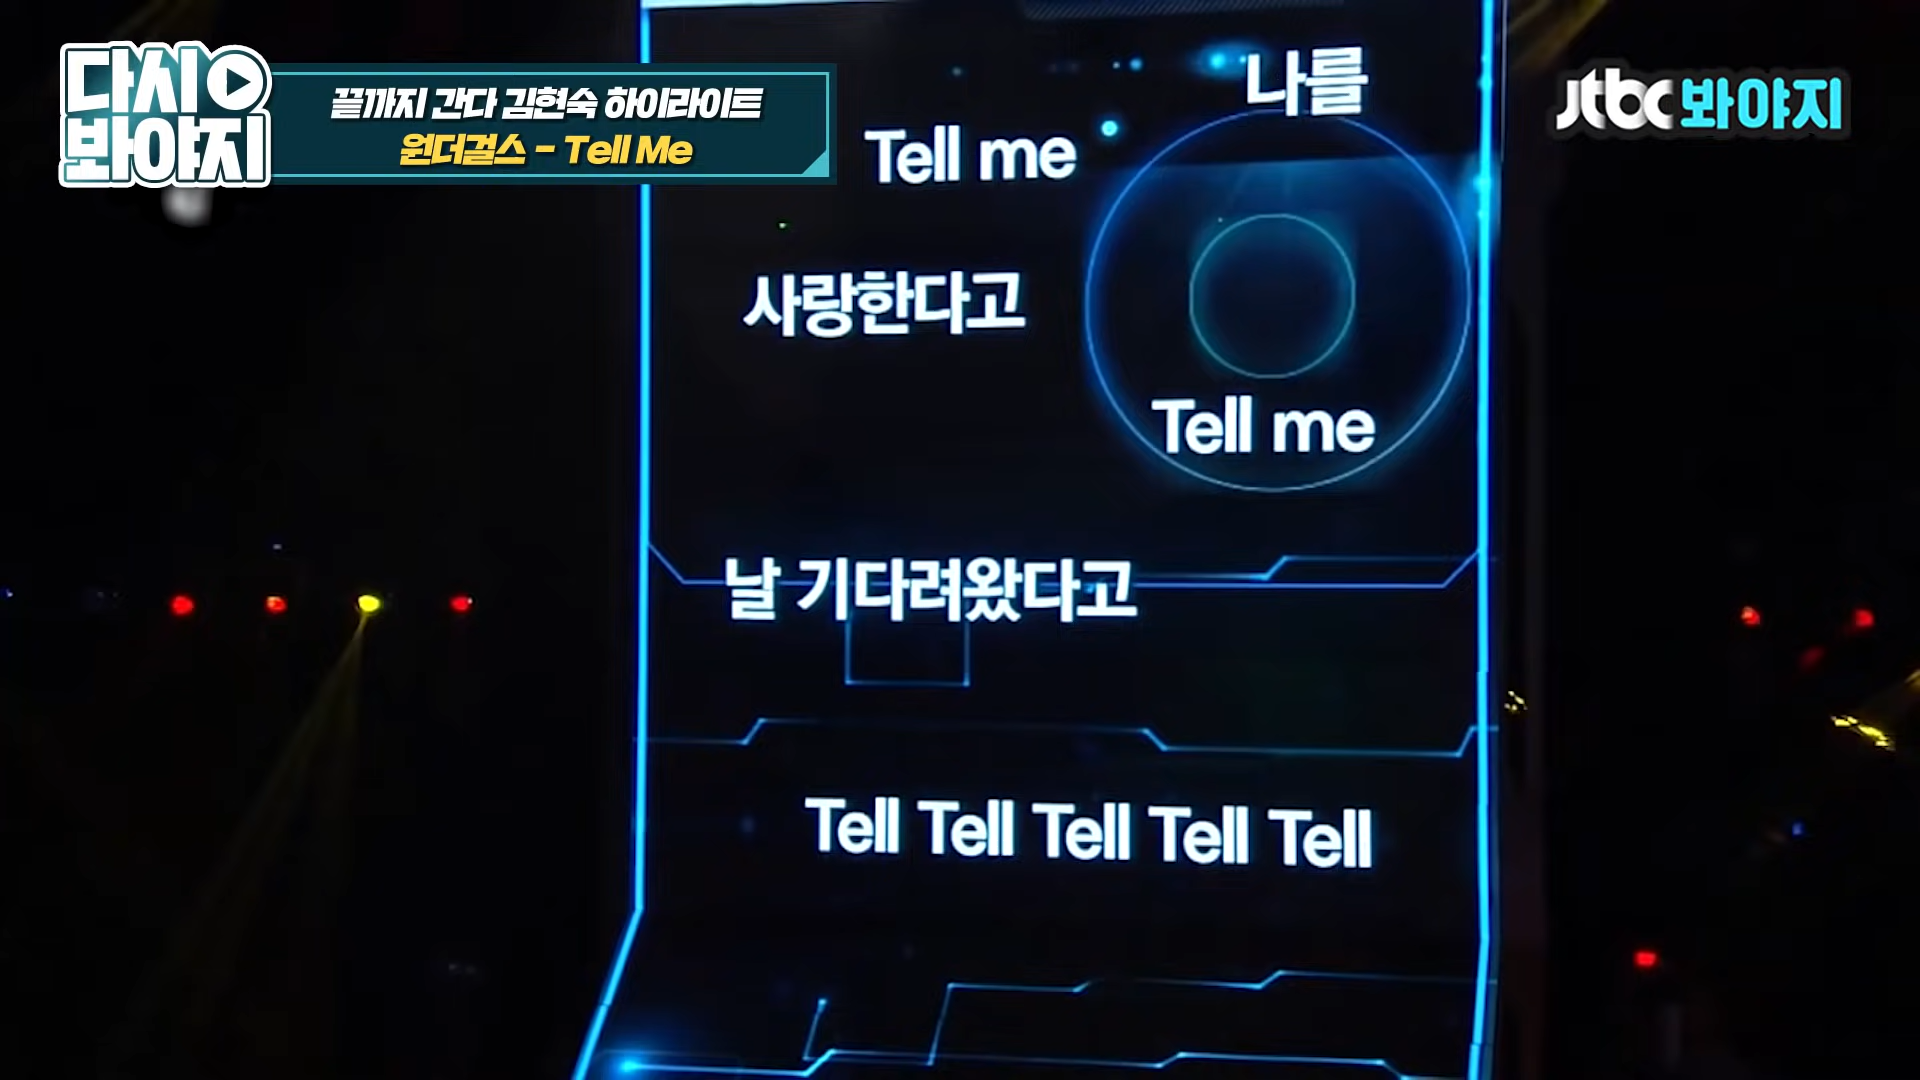 다시
봐야지
끝까지 간다 김현숙 하이라이트
원더걸스 - Tell Me
jtbc 봐야지
나를
Tell me
사랑한다고
Tell me
날 기다려왔다고
Tell Tell Tell Tell Tell